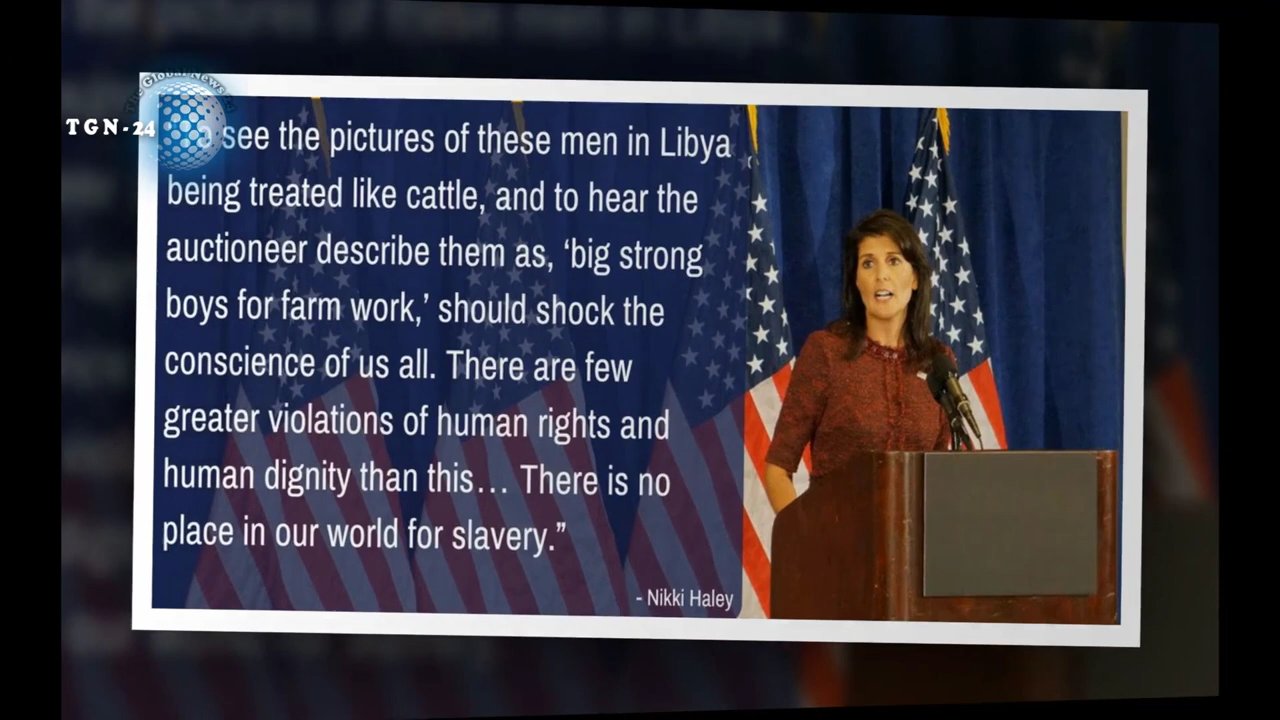 The Global News
TGN-24
see the pictures of these men in Libya
being treated like cattle, and to hear the
auctioneer describe them as, ‘big strong
boys for farm work,’ should shock the
conscience of us all. There are few
greater violations of human rights and
human dignity than this… There is no
place in our world for slavery.”
- Nikki Haley